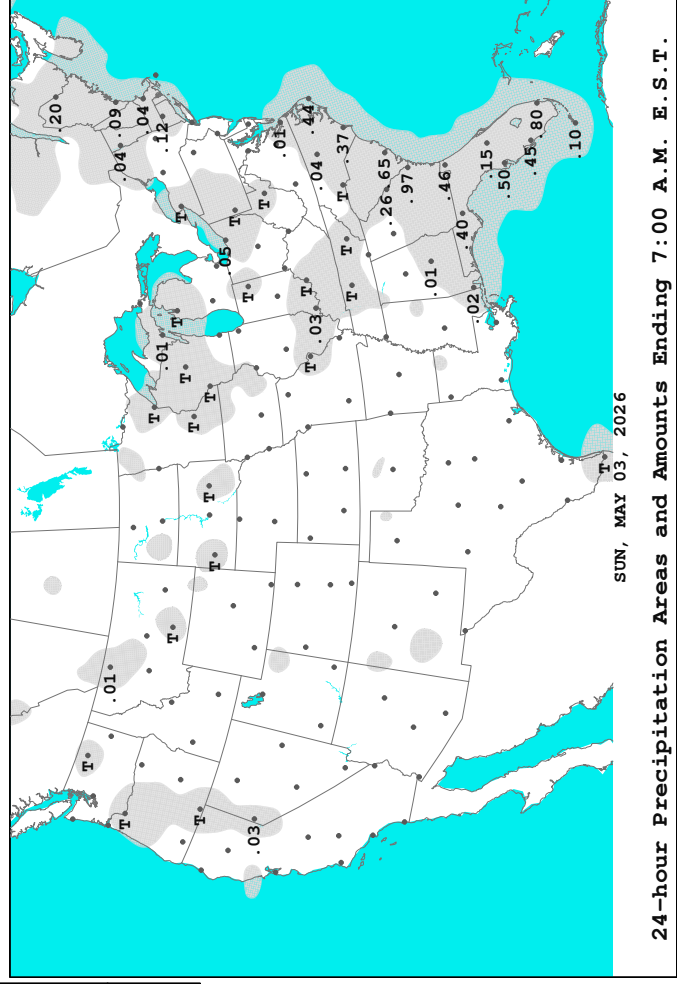 .20
T
.01
.09
.04
T
.04
T
.12
.01
T
T
T
T
T
T
T
T
T
.05
T
T
.03
T
.01
T
.44
T
.03
.04
.37
T
T
T
.65
.26
.97
.01
.46
.40
.02
.15
.50
.45
.80
.10
T
SUN, MAY 03, 2026
24-hour Precipitation Areas and Amounts Ending 7:00 A.M. E.S.T.